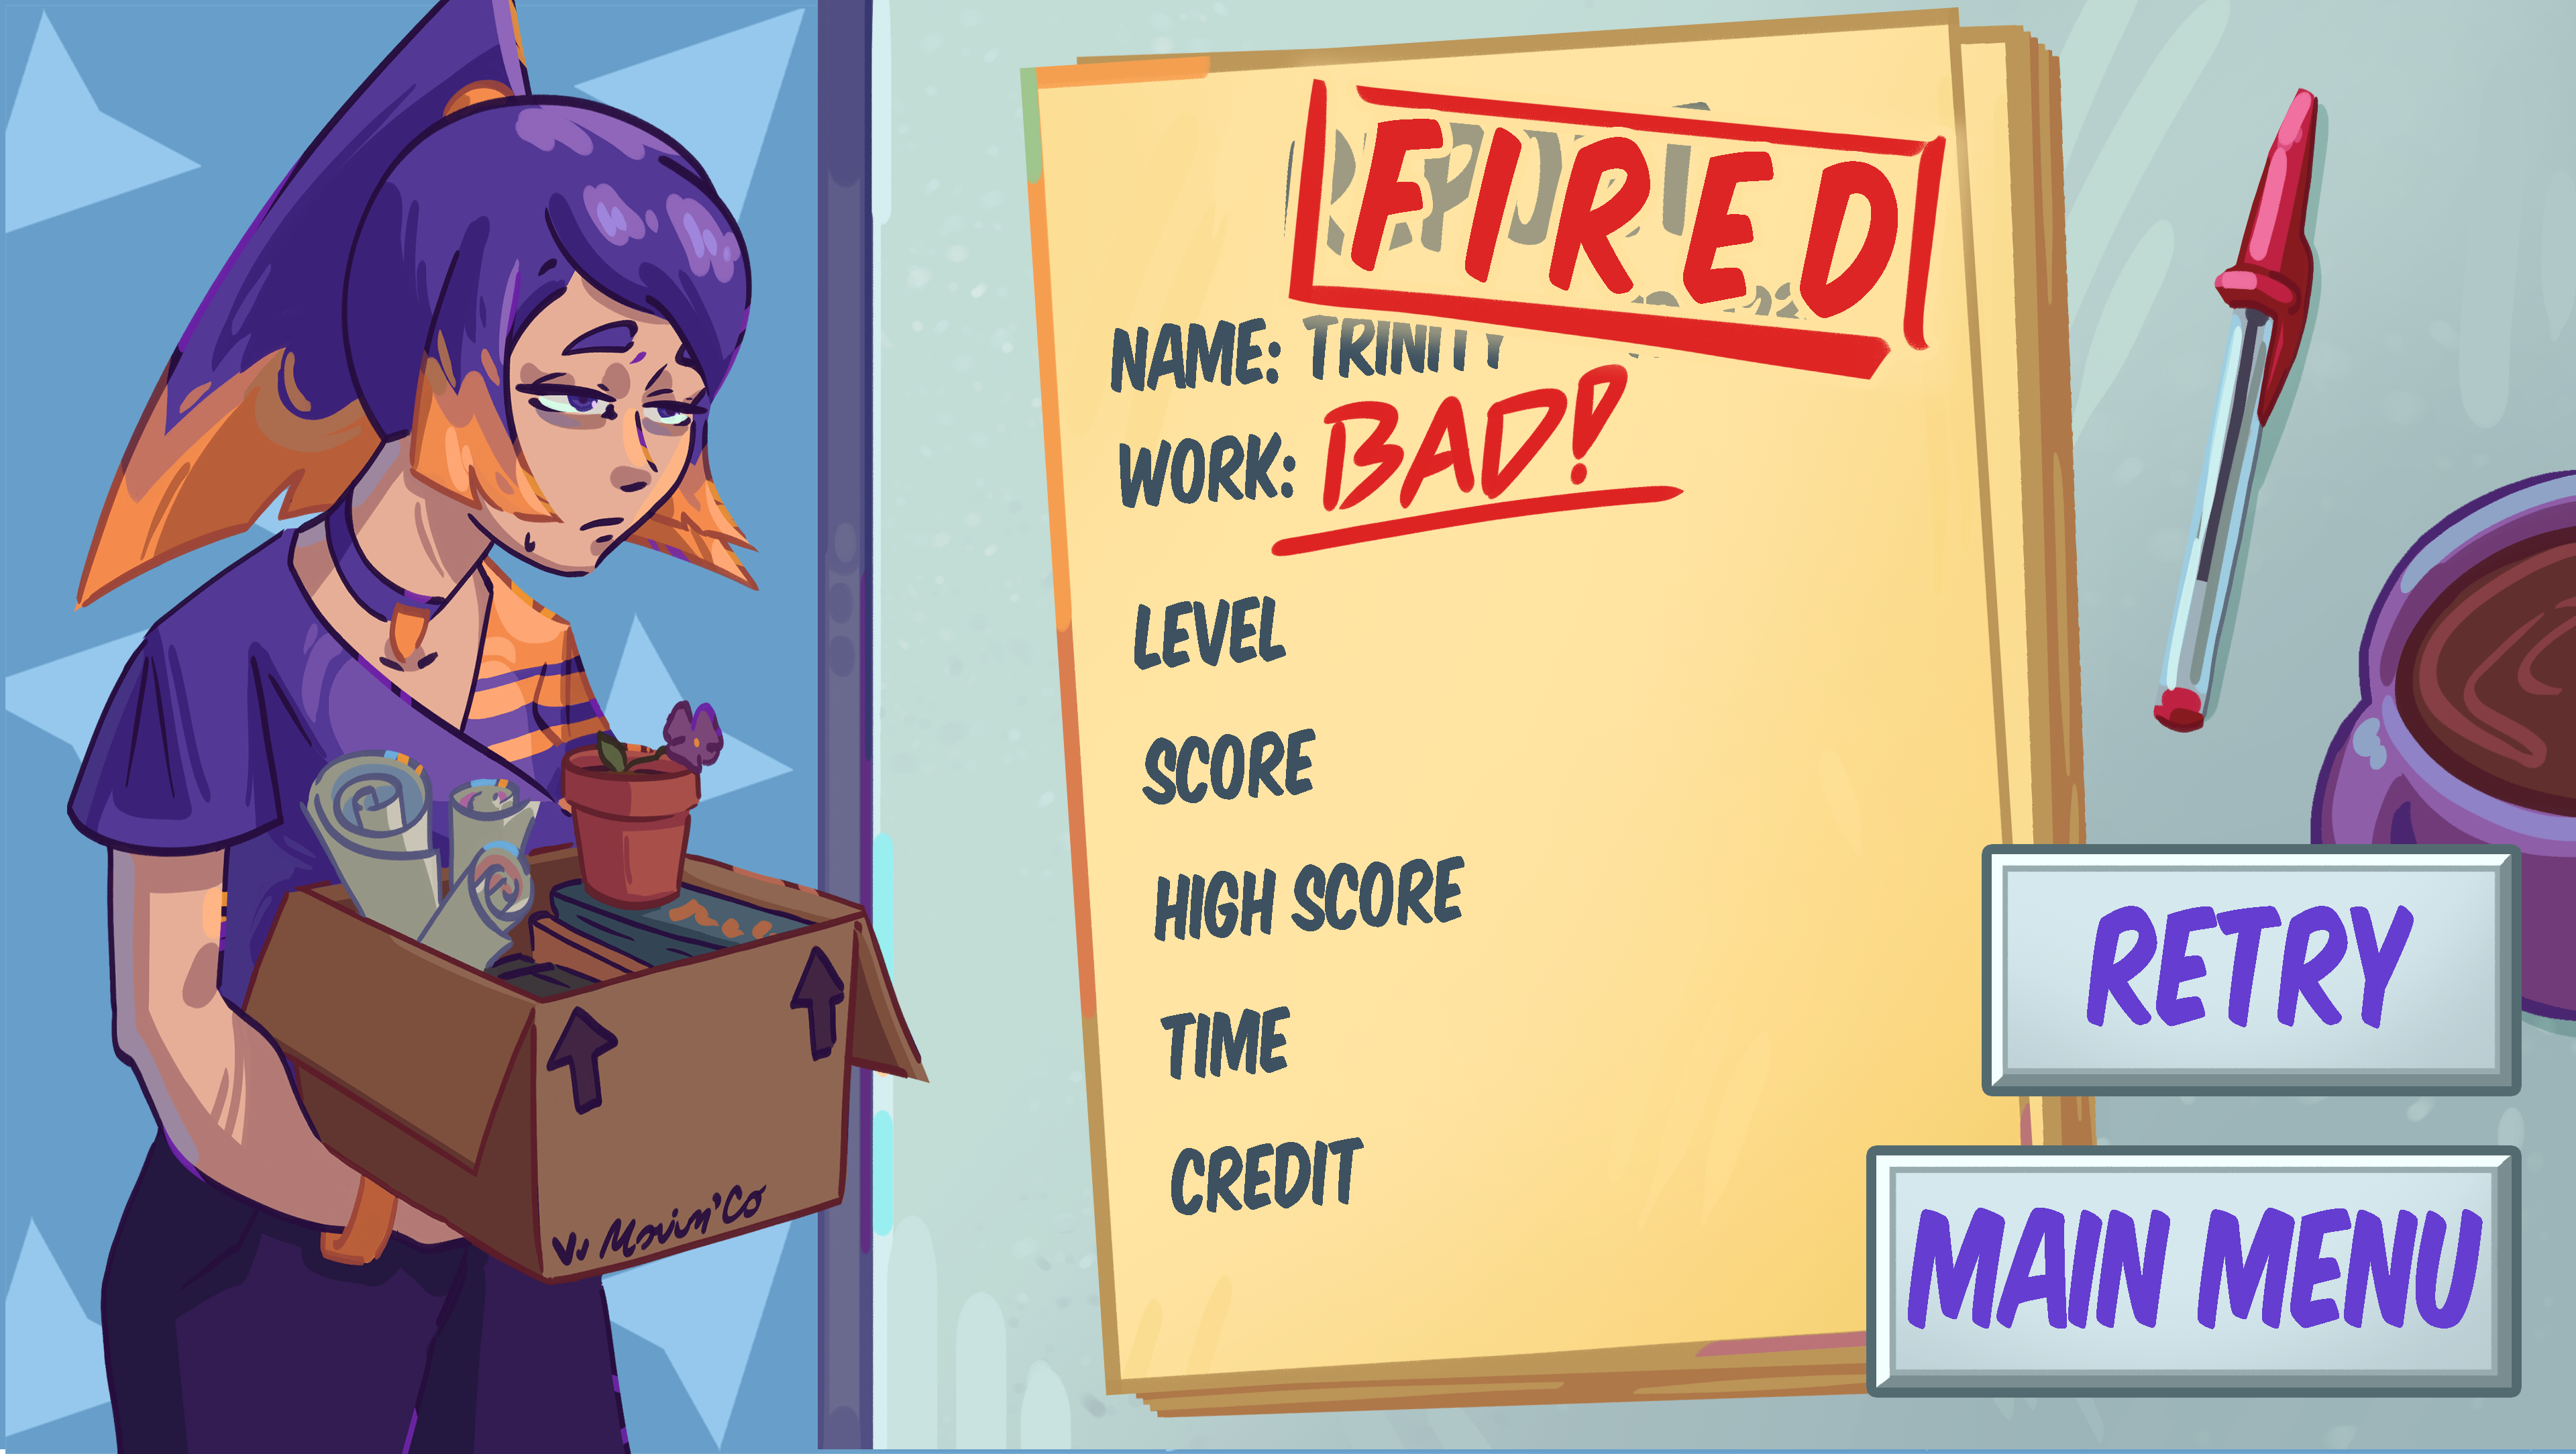 FIRED
NAME: TRINITY
WORK: BAD!
LEVEL
SCORE
HIGH SCORE
TIME
CREDIT
RETRY
MAIN MENU